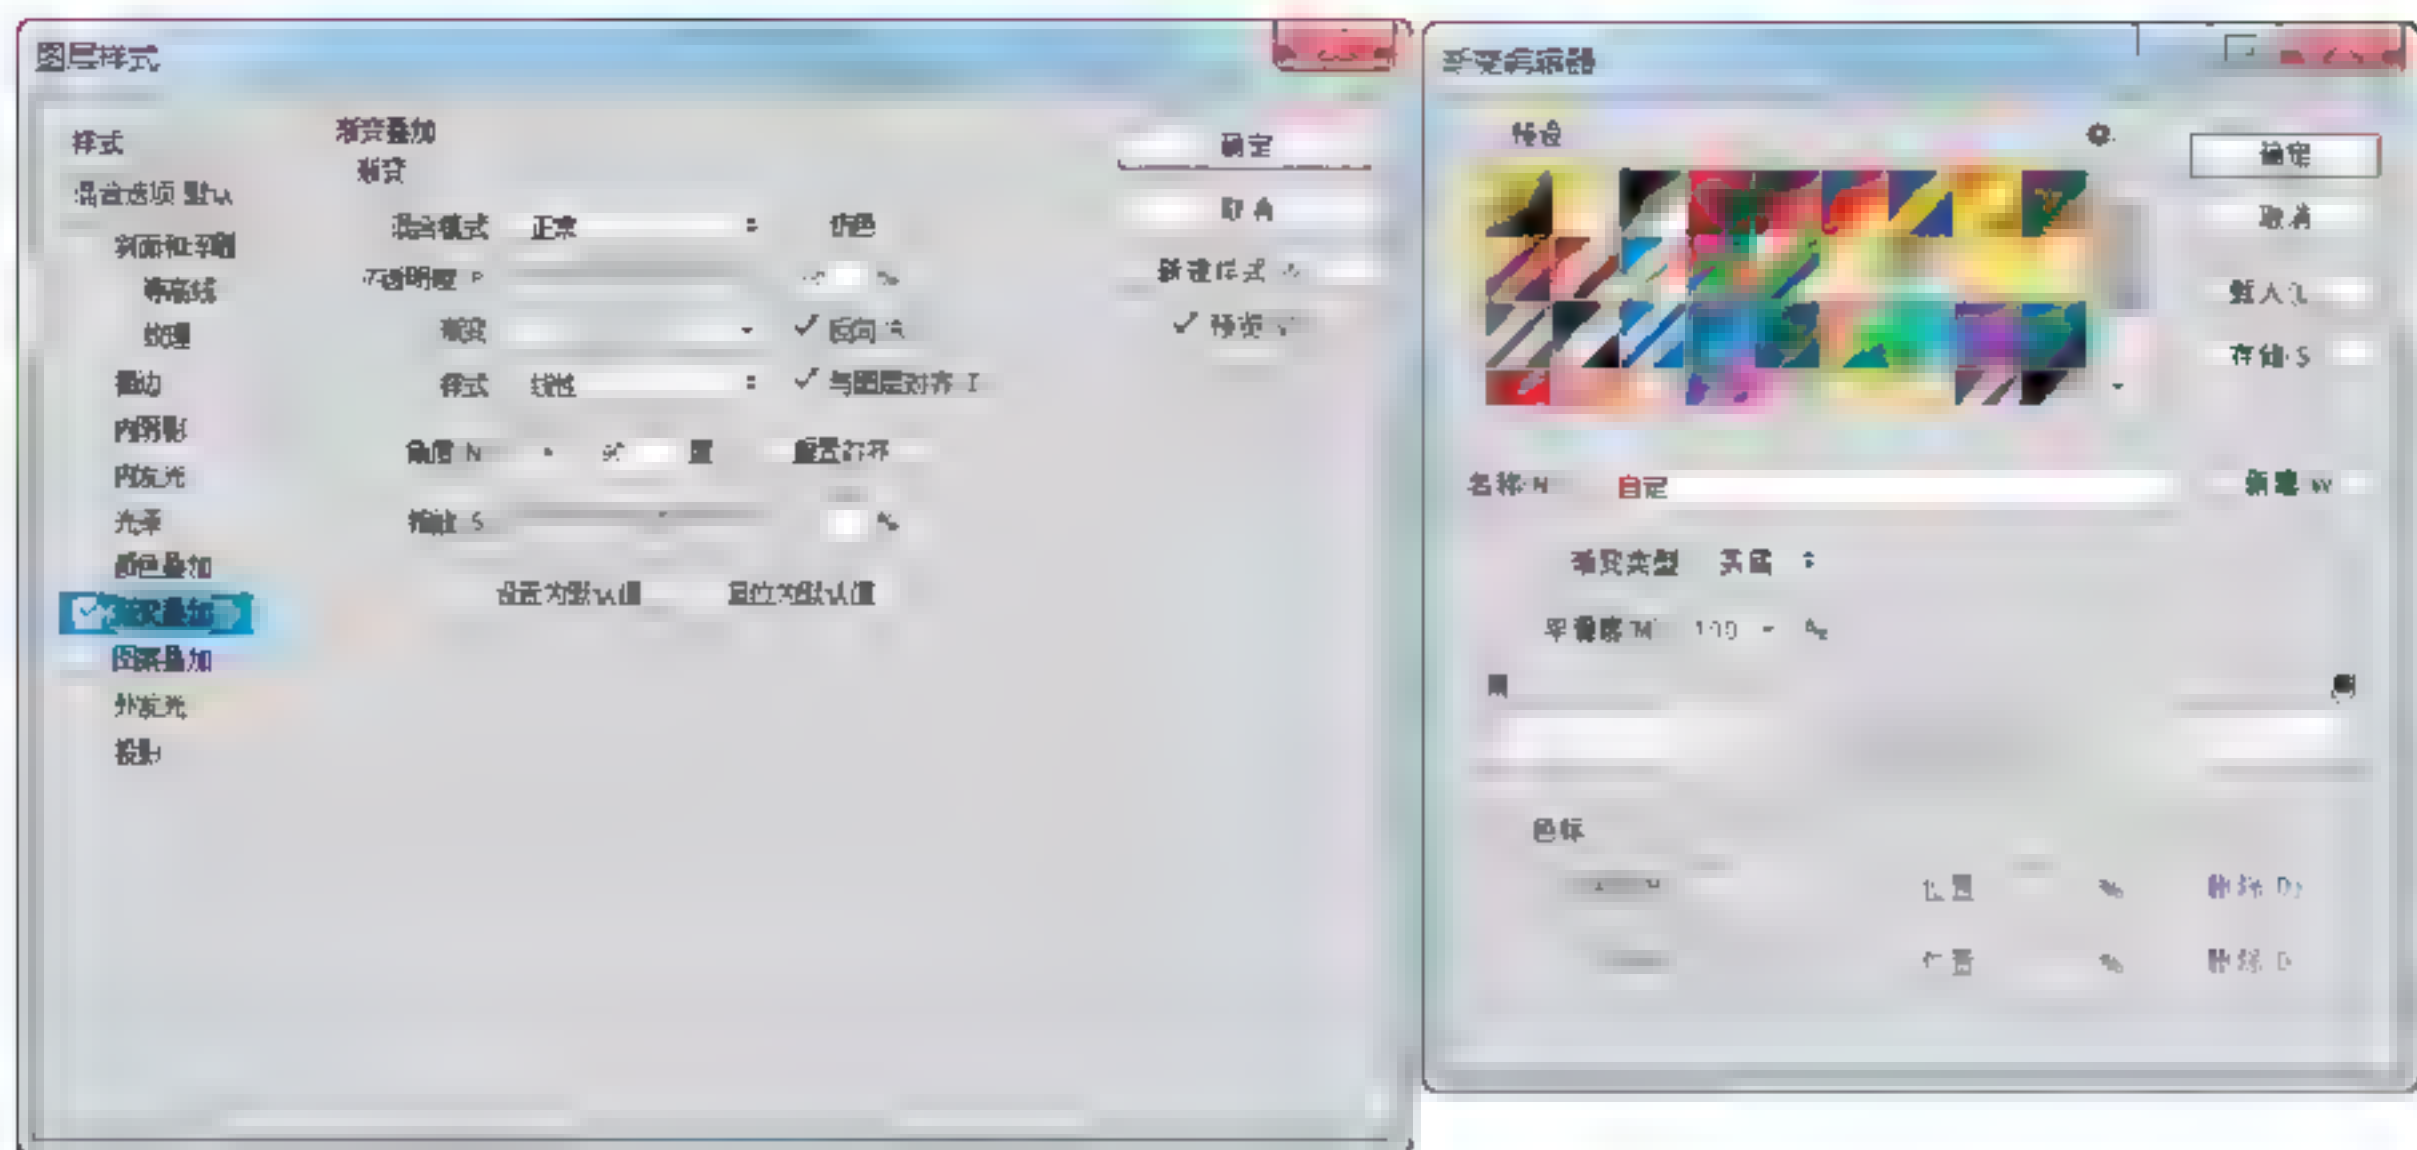 图层样式
样式
混合选项 默认
斜面和浮雕
等高线
纹理
描边
内阴影
内发光
光泽
颜色叠加
渐变叠加
图案叠加
外发光
投影
渐变叠加
渐变
混合模式 正常 仿色
不透明度 %
渐变 反向
样式 线性 与图层对齐
角度 N 90 度 重置对齐
缩放 S %
设置为默认值 复位为默认值
确定
取消
新建样式
预览
渐变编辑器
预设
确定
取消
载入
存储 S
名称 N 自定 新建 W
渐变类型 实底
平滑度 M 100 %
色标
位置 % 删除 D
位置 % 删除 D